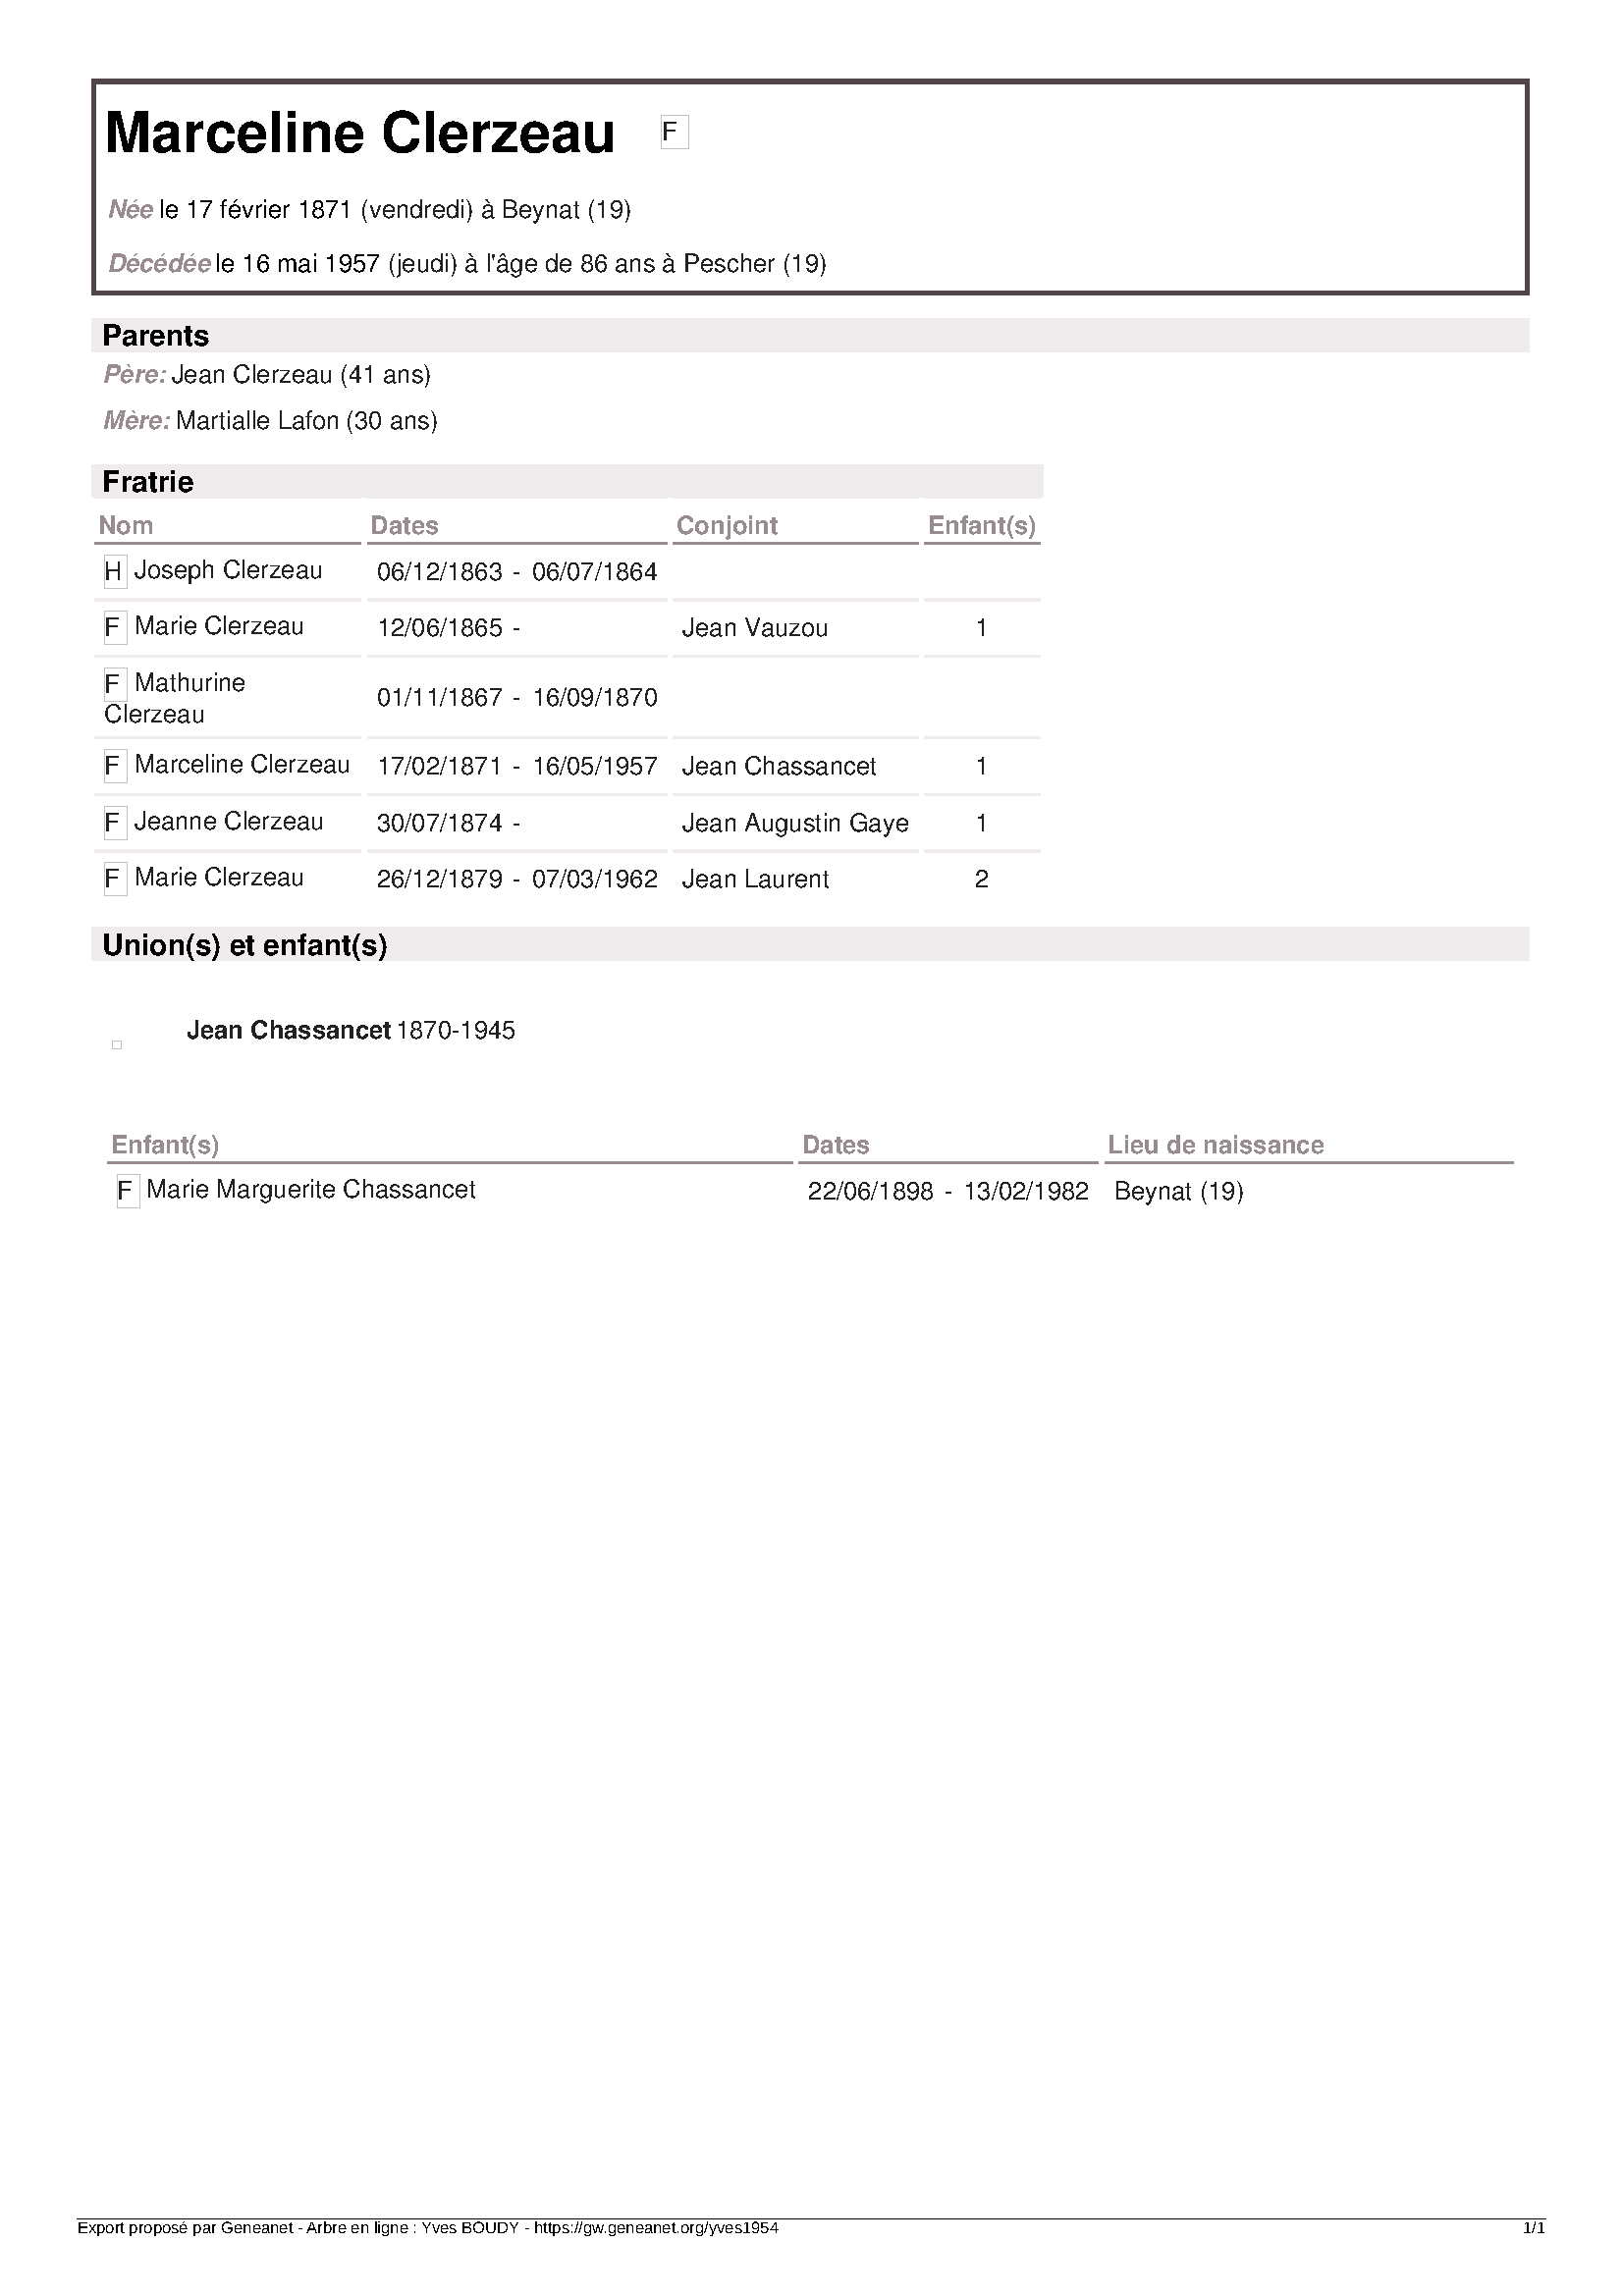 Marceline Clerzeau F
Née le 17 février 1871 (vendredi) à Beynat (19)
Décédée le 16 mai 1957 (jeudi) à l'âge de 86 ans à Pescher (19)
Parents
Père: Jean Clerzeau (41 ans)
Mère: Martialle Lafon (30 ans)
Fratrie
Nom Dates Conjoint Enfant(s)
H Joseph Clerzeau 06/12/1863 - 06/07/1864
F Marie Clerzeau 12/06/1865 - Jean Vauzou 1
F Mathurine
Clerzeau 01/11/1867 - 16/09/1870
F Marceline Clerzeau 17/02/1871 - 16/05/1957 Jean Chassancet 1
F Jeanne Clerzeau 30/07/1874 - Jean Augustin Gaye 1
F Marie Clerzeau 26/12/1879 - 07/03/1962 Jean Laurent 2
Union(s) et enfant(s)
Jean Chassancet 1870-1945
Enfant(s) Dates Lieu de naissance
F Marie Marguerite Chassancet 22/06/1898 - 13/02/1982 Beynat (19)
Export proposé par Geneanet - Arbre en ligne : Yves BOUDY - https://gw.geneanet.org/yves1954 1/1